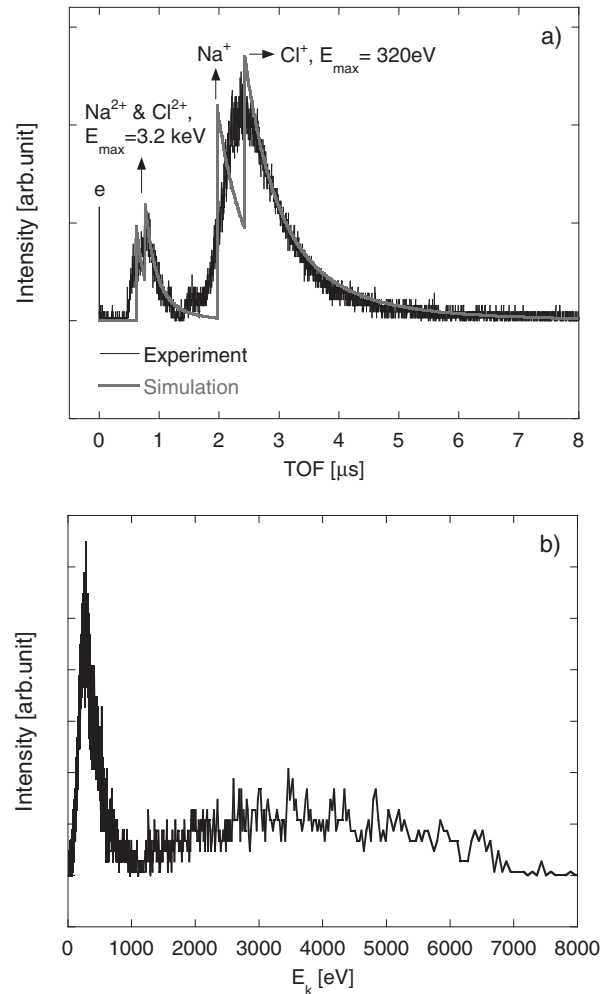 a)
Na²⁺ & Cl²⁺,
E_max=3.2 keV
Na⁺
Cl⁺, E_max = 320eV
e
Intensity [arb.unit]
Experiment
Simulation
0 1 2 3 4 5 6 7 8
TOF [μs]
b)
Intensity [arb.unit]
0 1000 2000 3000 4000 5000 6000 7000 8000
E_k [eV]